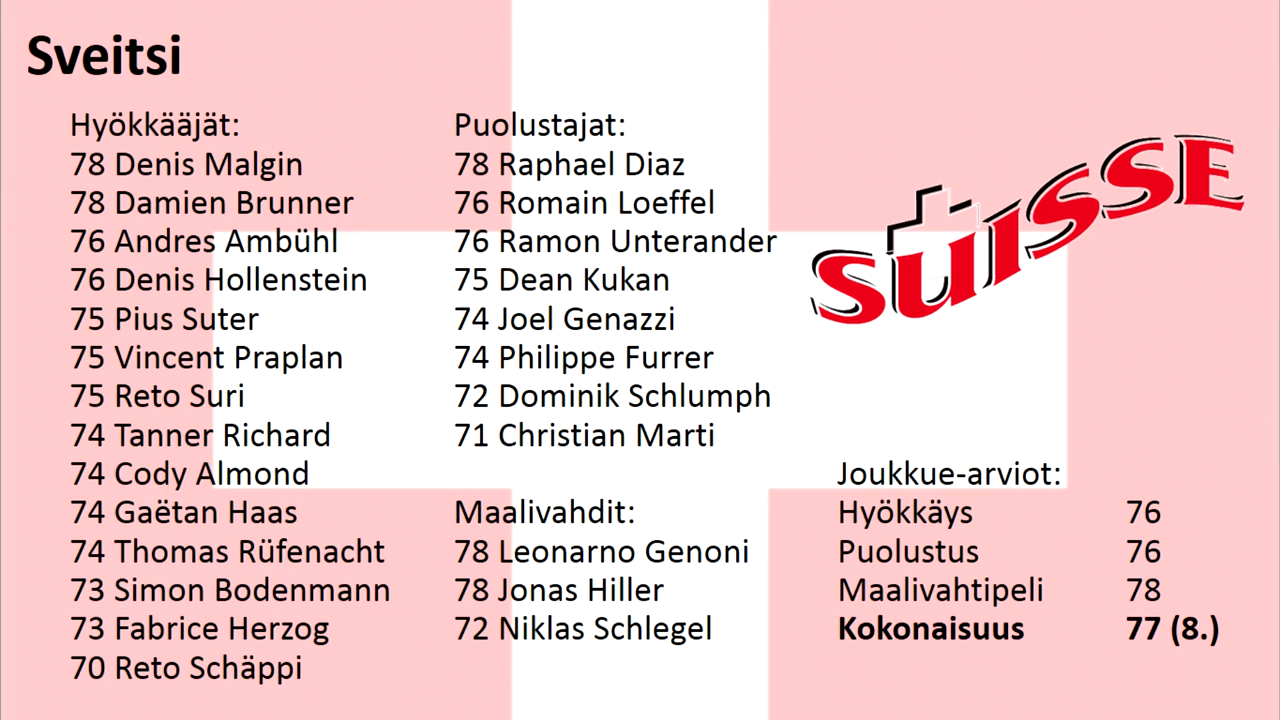 Sveitsi
Hyökkääjät:
78 Denis Malgin
78 Damien Brunner
76 Andres Ambühl
76 Denis Hollenstein
75 Pius Suter
75 Vincent Praplan
75 Reto Suri
74 Tanner Richard
74 Cody Almond
74 Gaëtan Haas
74 Thomas Rüfenacht
73 Simon Bodenmann
73 Fabrice Herzog
70 Reto Schäppi
Puolustajat:
78 Raphael Diaz
76 Romain Loeffel
76 Ramon Unterander
75 Dean Kukan
74 Joel Genazzi
74 Philippe Furrer
72 Dominik Schlumph
71 Christian Marti
Maalivahdit:
78 Leonarno Genoni
78 Jonas Hiller
72 Niklas Schlegel
SUISSE
Joukkue-arviot:
Hyökkäys 76
Puolustus 76
Maalivahtipeli 78
Kokonaisuus 77 (8.)